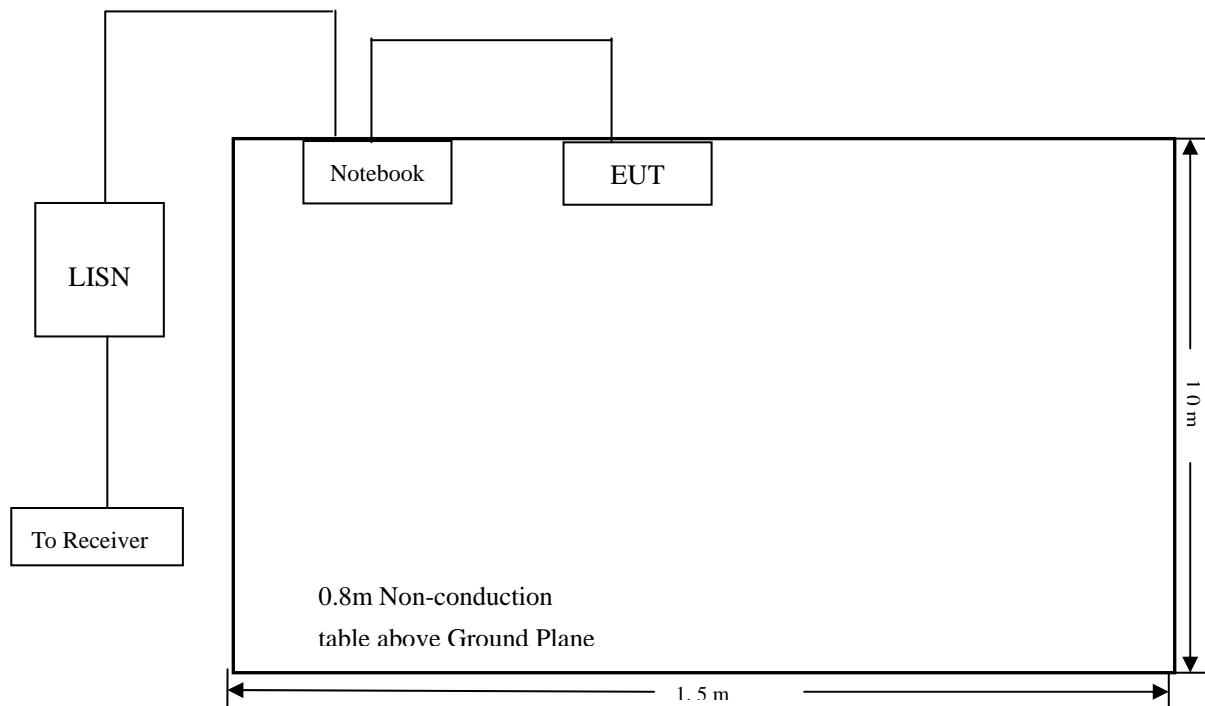 Notebook
EUT
LISN
1.0 m
To Receiver
0.8m Non-conduction
table above Ground Plane
1. 5 m